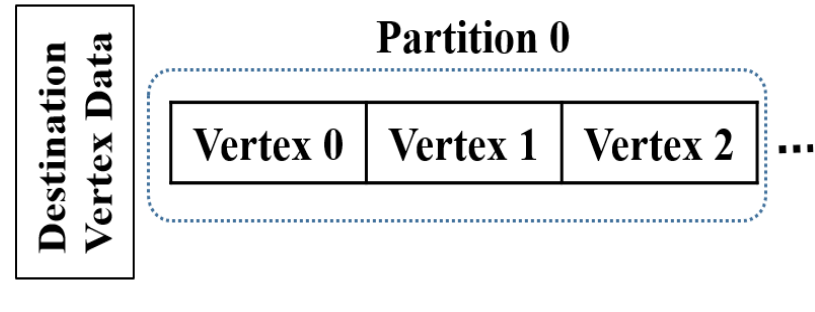 Destination
Vertex Data
Partition 0
Vertex 0 Vertex 1 Vertex 2 ...